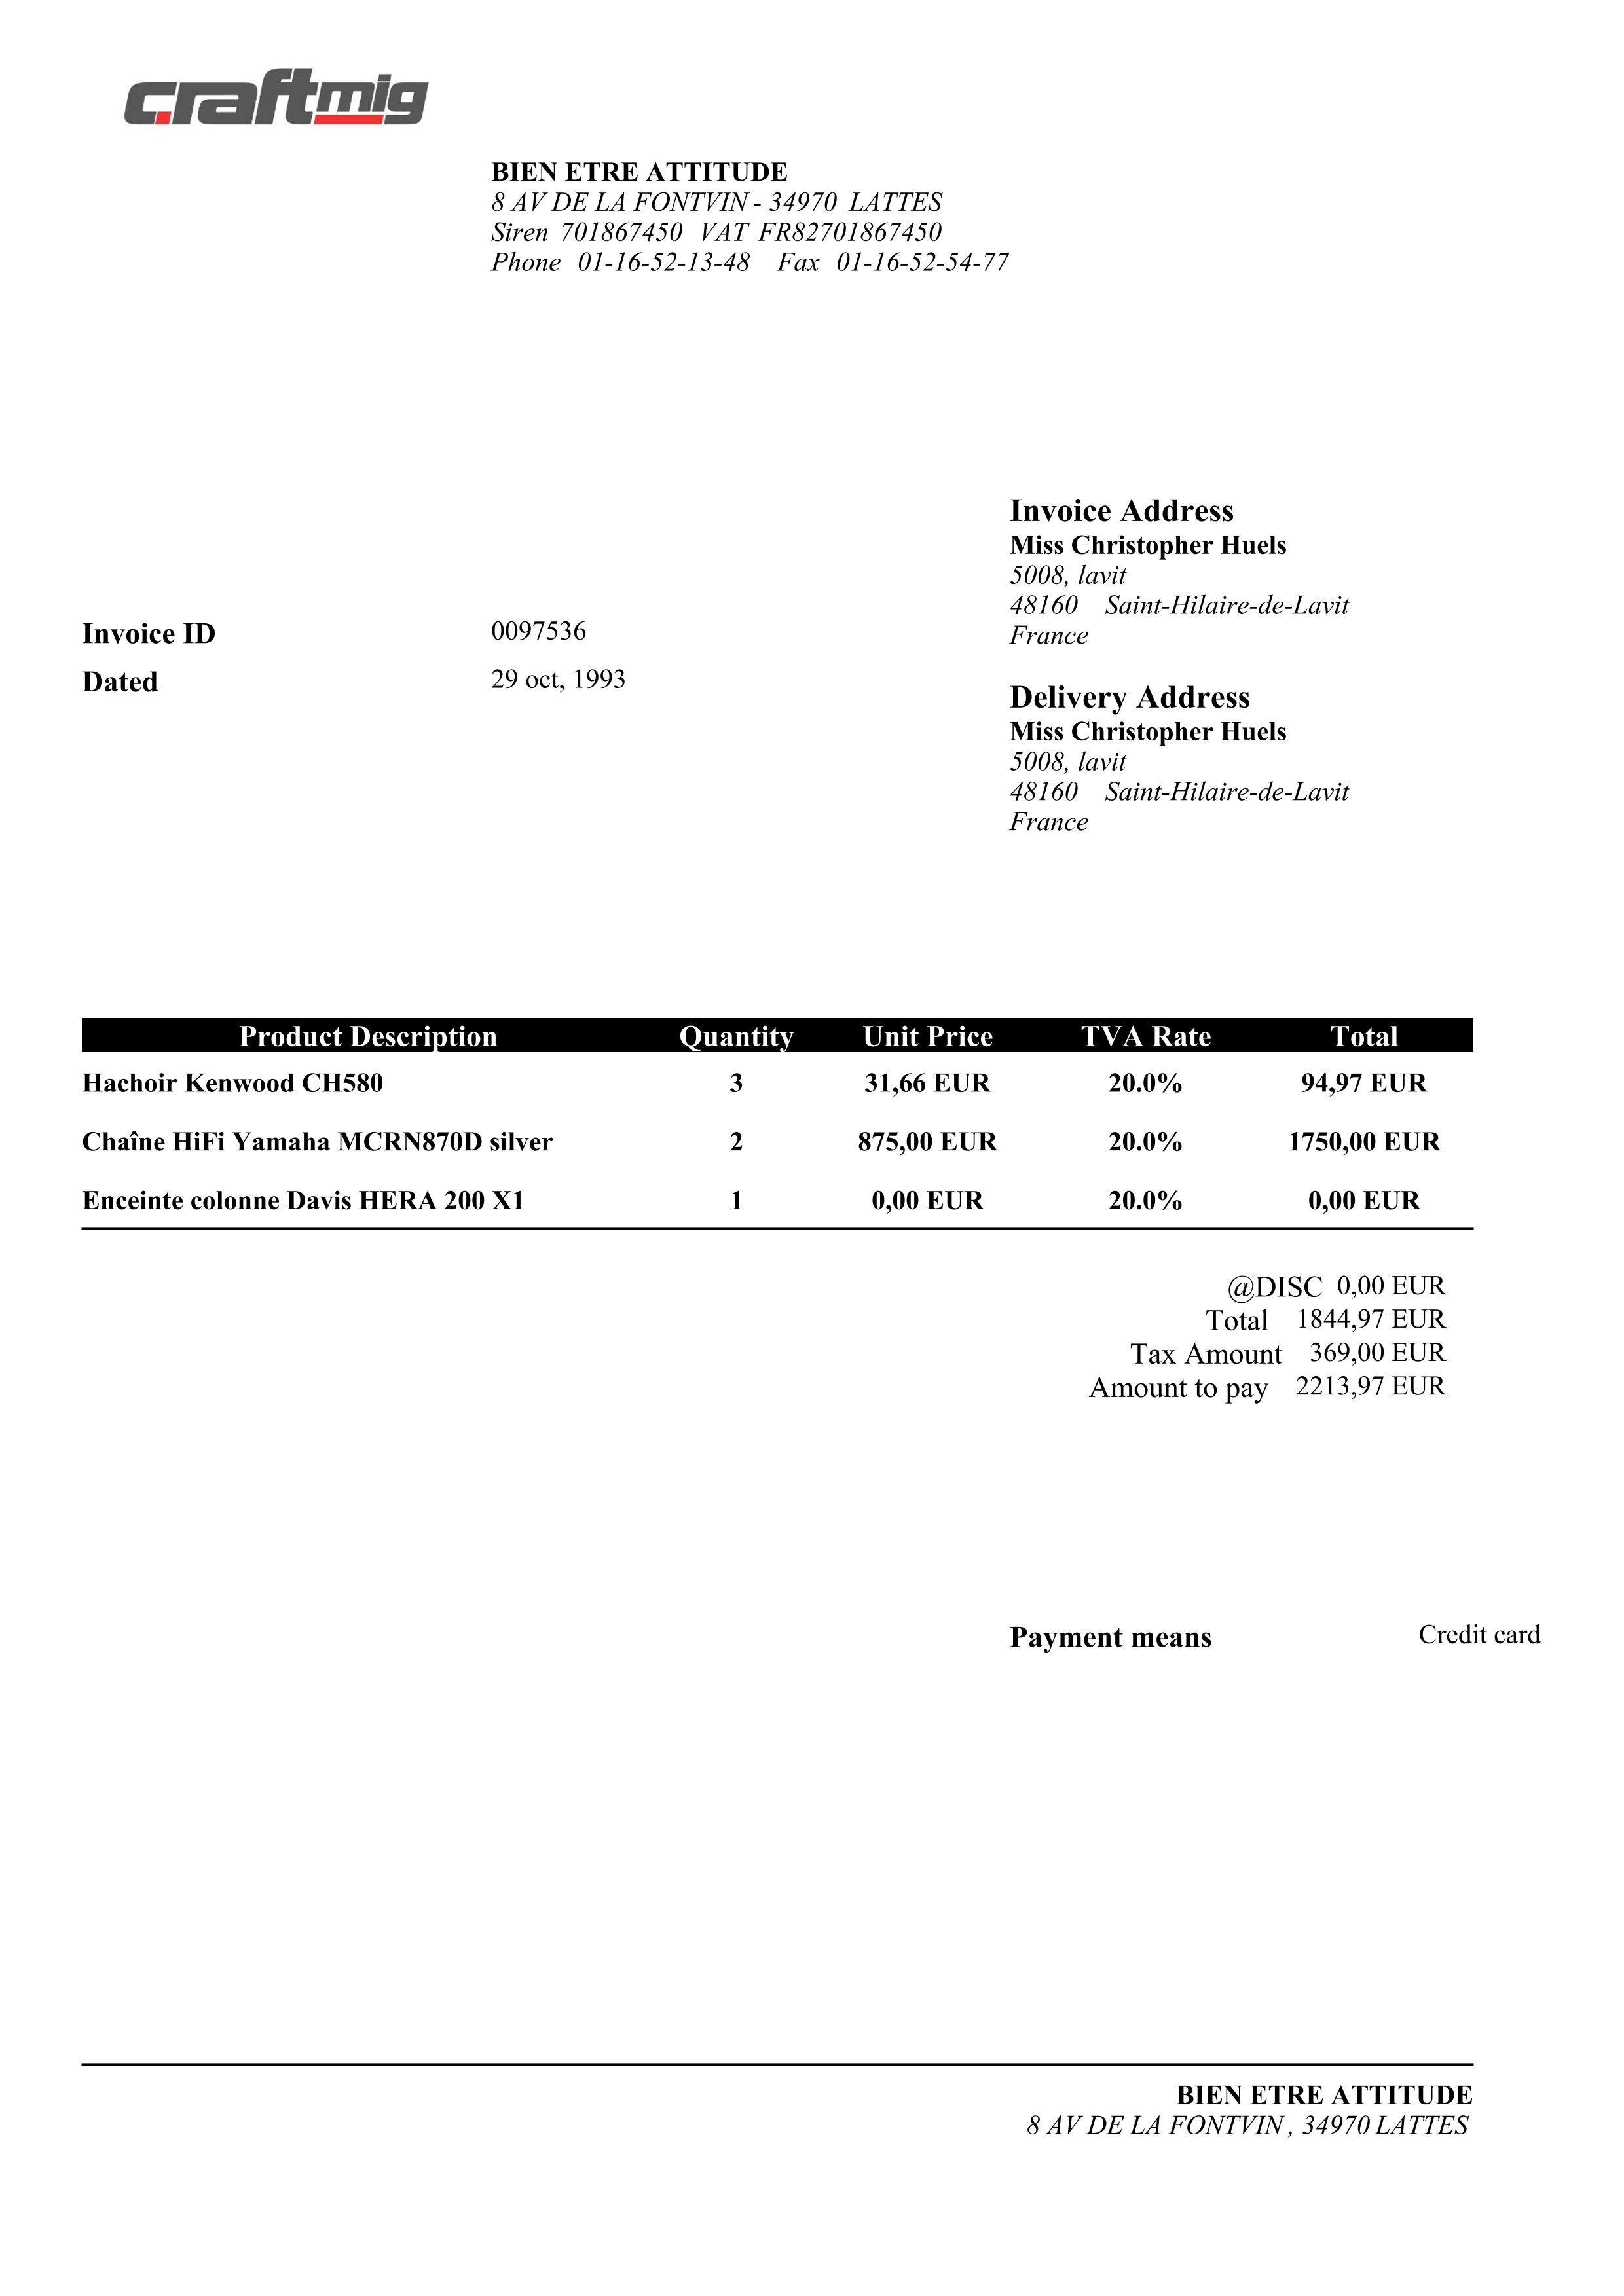 craftmig
BIEN ETRE ATTITUDE
8 AV DE LA FONTVIN - 34970 LATTES
Siren 701867450 VAT FR82701867450
Phone 01-16-52-13-48 Fax 01-16-52-54-77
Invoice Address
Miss Christopher Huels
5008, lavit
48160 Saint-Hilaire-de-Lavit
France
Invoice ID 0097536
Dated 29 oct, 1993
Delivery Address
Miss Christopher Huels
5008, lavit
48160 Saint-Hilaire-de-Lavit
France
Product Description Quantity Unit Price TVA Rate Total
Hachoir Kenwood CH580 3 31,66 EUR 20.0% 94,97 EUR
Chaîne HiFi Yamaha MCRN870D silver 2 875,00 EUR 20.0% 1750,00 EUR
Enceinte colonne Davis HERA 200 X1 1 0,00 EUR 20.0% 0,00 EUR
@DISC 0,00 EUR
Total 1844,97 EUR
Tax Amount 369,00 EUR
Amount to pay 2213,97 EUR
Payment means Credit card
BIEN ETRE ATTITUDE
8 AV DE LA FONTVIN , 34970 LATTES